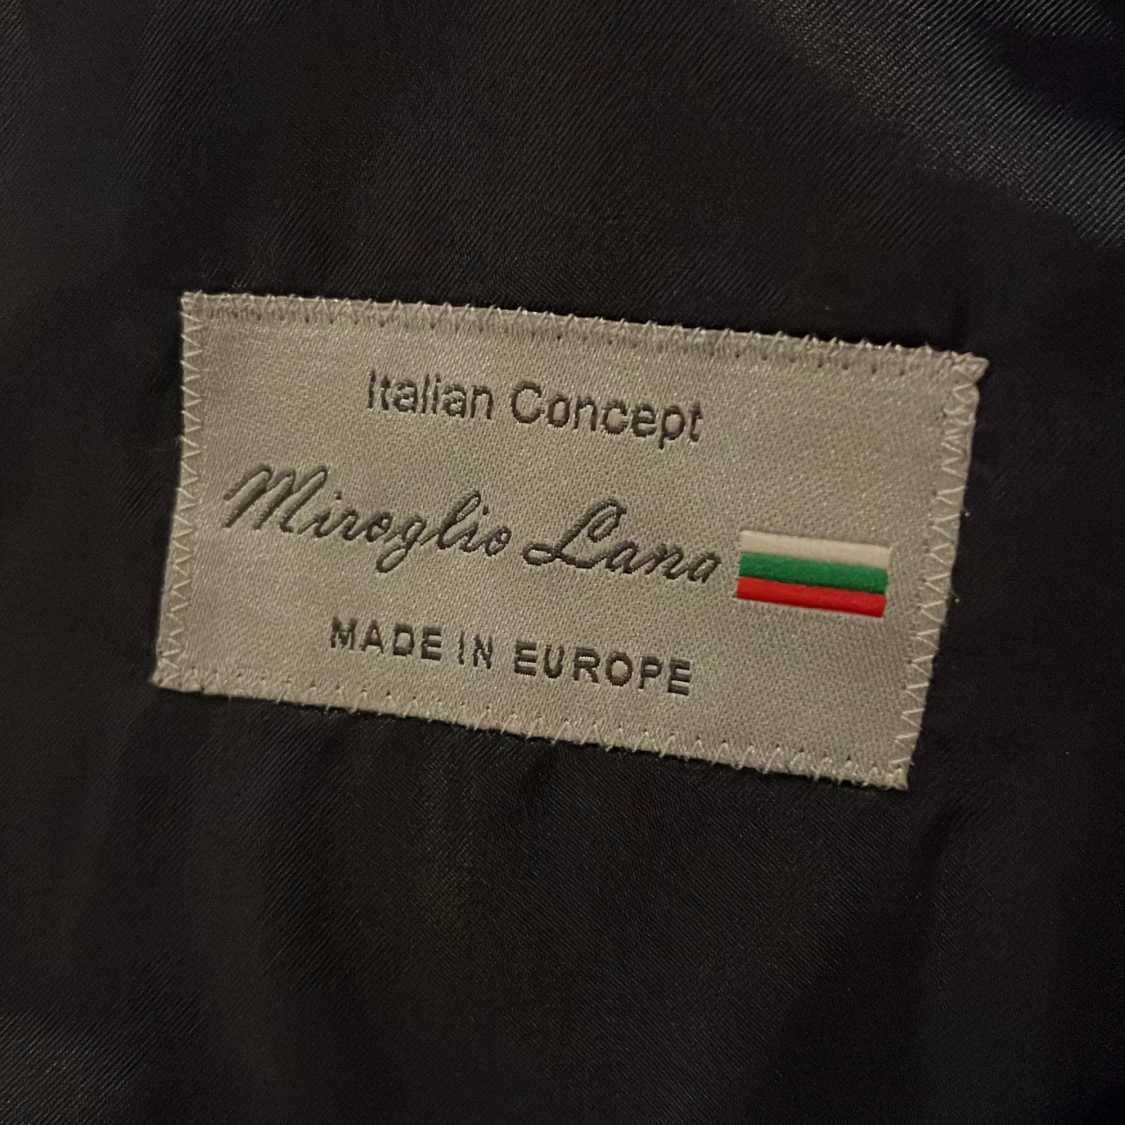 Italian Concept
Miroglio Lana
MADE IN EUROPE